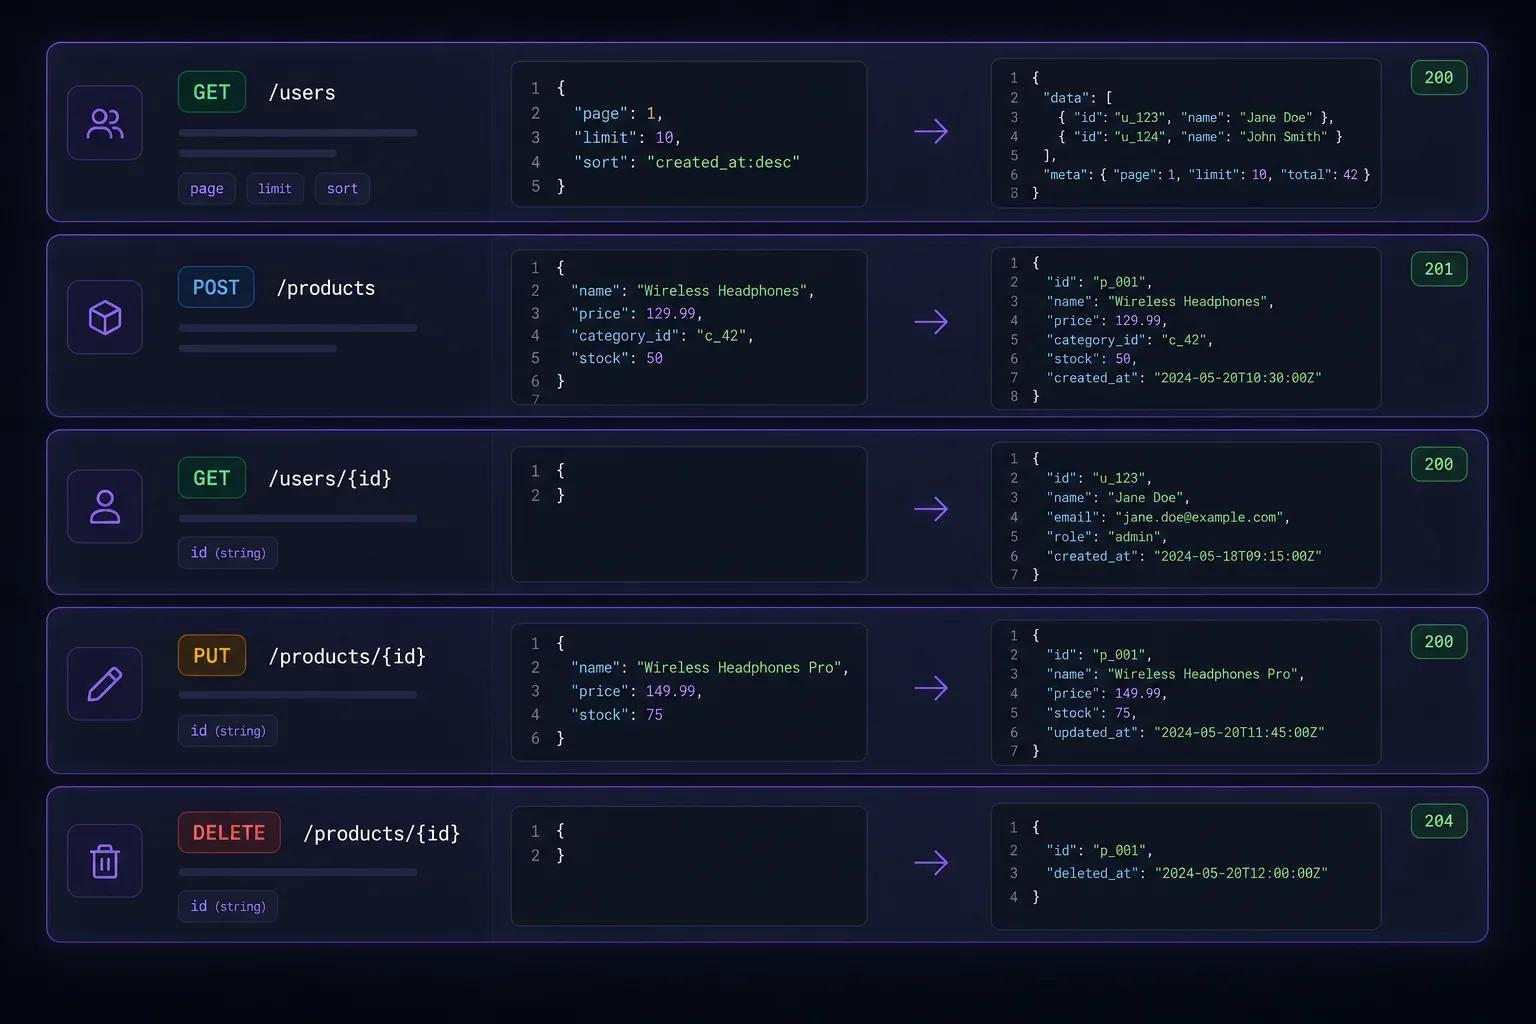 GET /users
page limit sort
1 {
2 "page": 1,
3 "limit": 10,
4 "sort": "created_at:desc"
5 }
1 {
2 "data": [
3 { "id": "u_123", "name": "Jane Doe" },
4 { "id": "u_124", "name": "John Smith" }
5 ],
6 "meta": { "page": 1, "limit": 10, "total": 42 }
8 }
200
POST /products
1 {
2 "name": "Wireless Headphones",
3 "price": 129.99,
4 "category_id": "c_42",
5 "stock": 50
6 }
7
1 {
2 "id": "p_001",
3 "name": "Wireless Headphones",
4 "price": 129.99,
5 "category_id": "c_42",
6 "stock": 50,
7 "created_at": "2024-05-20T10:30:00Z"
8 }
201
GET /users/{id}
id (string)
1 {
2 }
1 {
2 "id": "u_123",
3 "name": "Jane Doe",
4 "email": "jane.doe@example.com",
5 "role": "admin",
6 "created_at": "2024-05-18T09:15:00Z"
7 }
200
PUT /products/{id}
id (string)
1 {
2 "name": "Wireless Headphones Pro",
3 "price": 149.99,
4 "stock": 75
6 }
1 {
2 "id": "p_001",
3 "name": "Wireless Headphones Pro",
4 "price": 149.99,
5 "stock": 75,
6 "updated_at": "2024-05-20T11:45:00Z"
7 }
200
DELETE /products/{id}
id (string)
1 {
2 }
1 {
2 "id": "p_001",
3 "deleted_at": "2024-05-20T12:00:00Z"
4 }
204